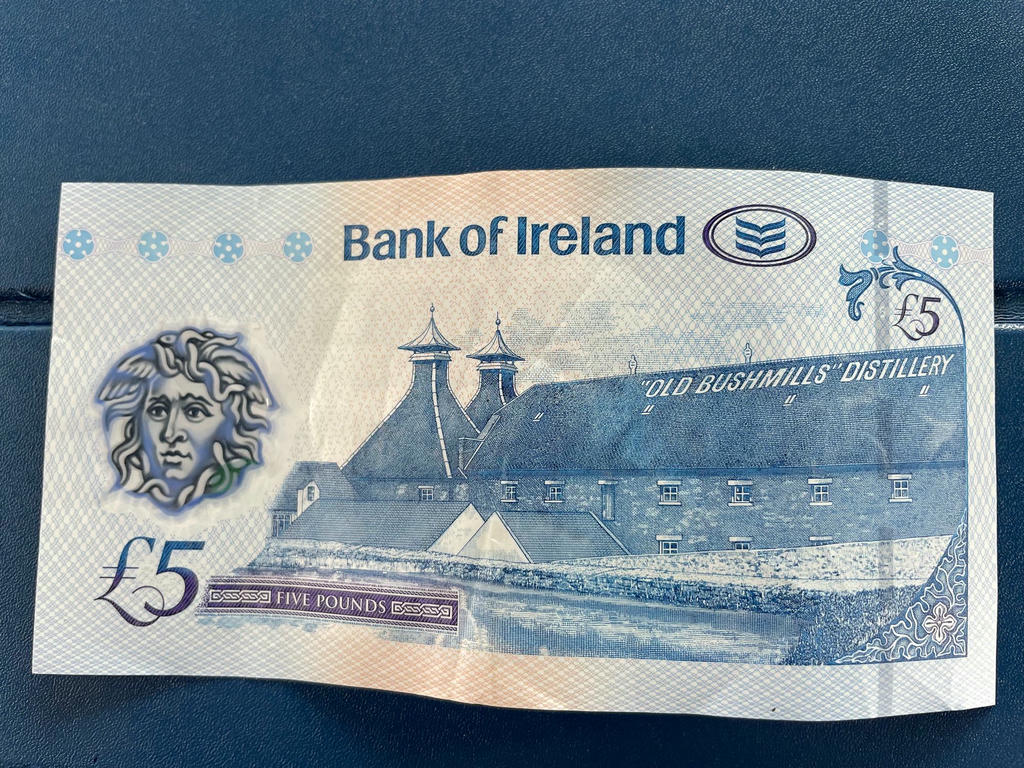 Bank of Ireland
£5
"OLD BUSHMILLS" DISTILLERY
£5
FIVE POUNDS